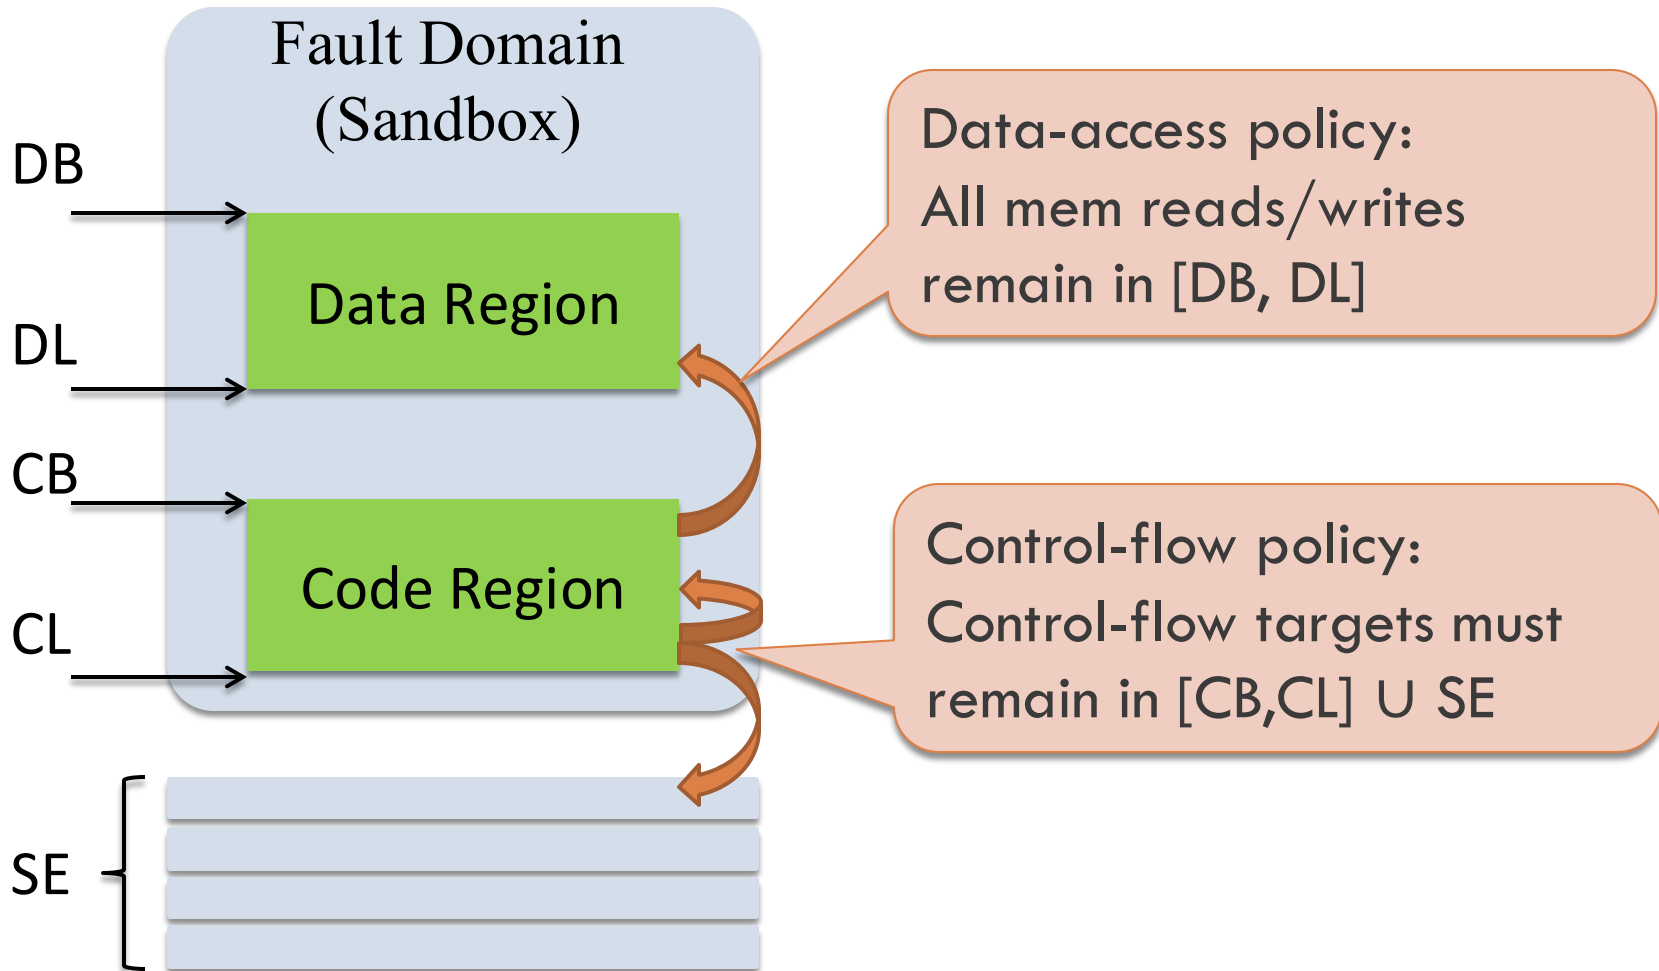 Fault Domain
(Sandbox)
DB
Data Region
DL
CB
Code Region
CL
SE
Data-access policy:
All mem reads/writes
remain in [DB, DL]
Control-flow policy:
Control-flow targets must
remain in [CB,CL] U SE